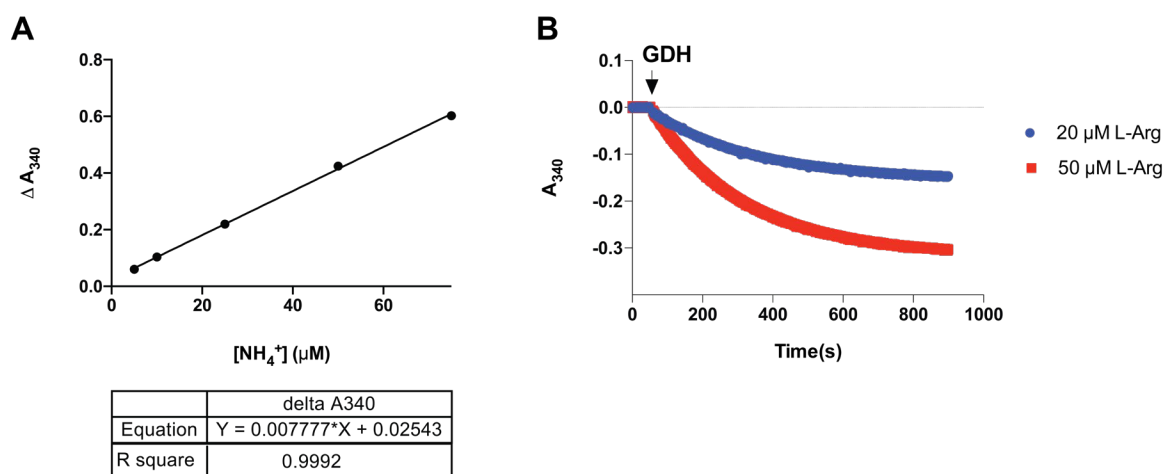 A
0.8
0.6
0.4
0.2
0.0
Δ A340
0 20 40 60
[NH4+] (µM)
delta A340
Equation Y = 0.007777*X + 0.02543
R square 0.9992
B
GDH
0.1
0.0
-0.1
-0.2
-0.3
A340
0 200 400 600 800 1000
Time(s)
20 µM L-Arg
50 µM L-Arg